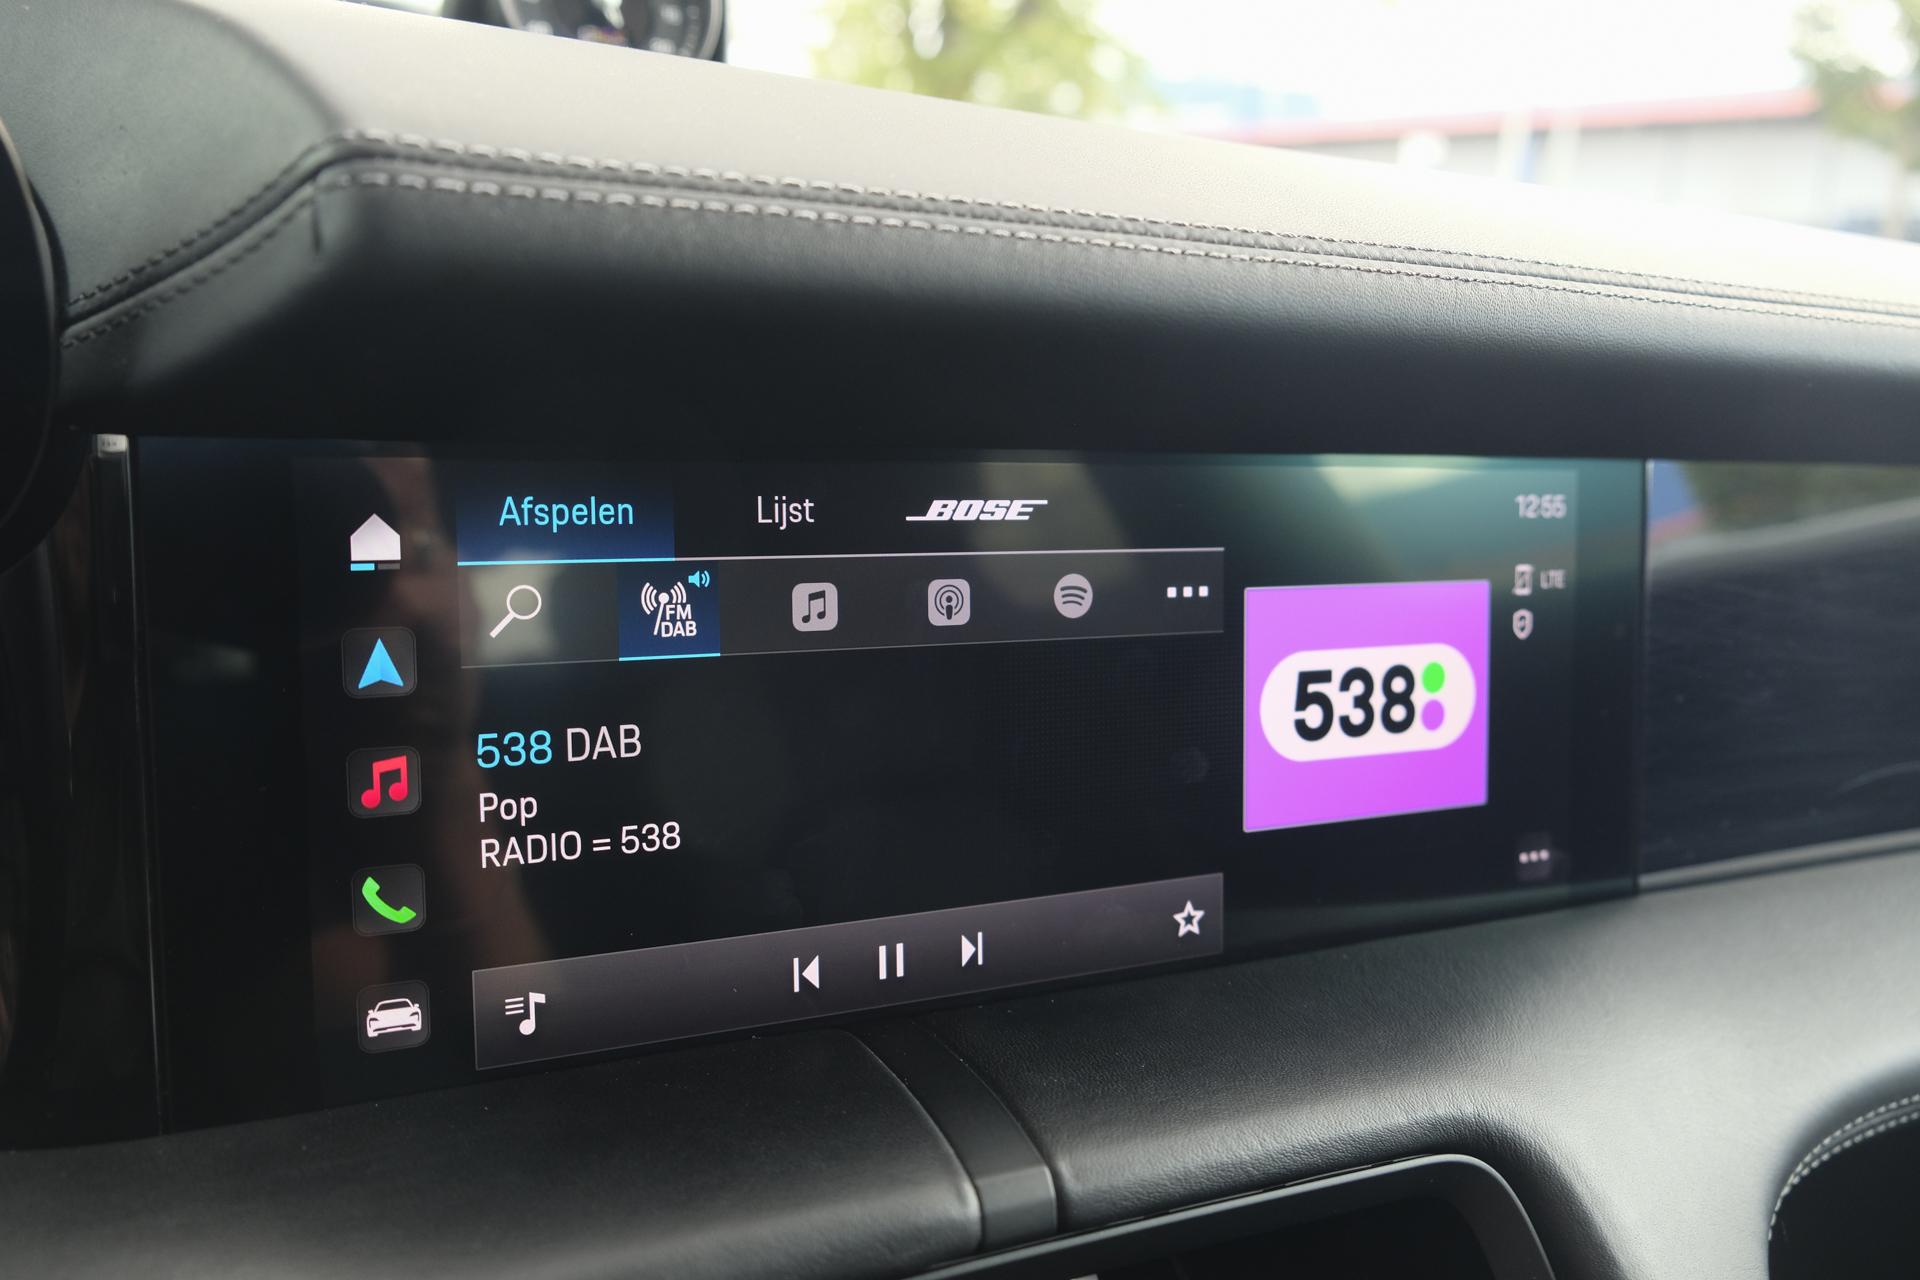 Afspelen
Lijst
BOSE
12:55
LTE
FM
DAB
538 DAB
Pop
RADIO = 538
538